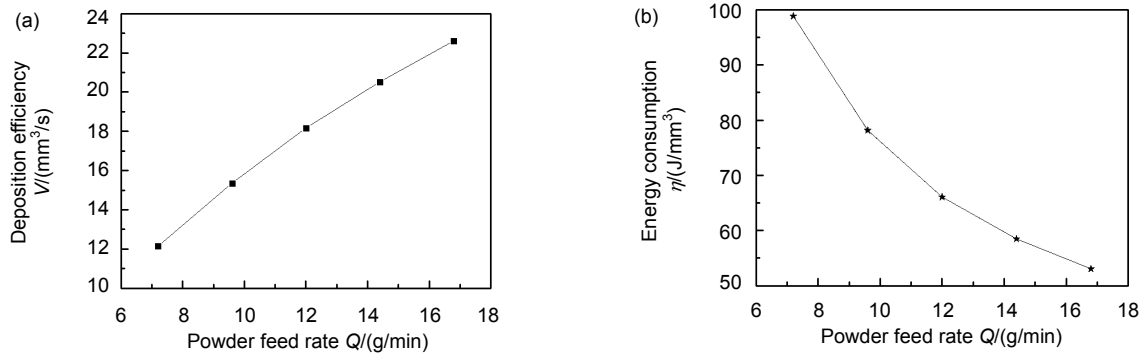 (a)
Deposition efficiency
V/(mm³/s)
24
22
20
18
16
14
12
10
6 8 10 12 14 16 18
Powder feed rate Q/(g/min)
(b)
Energy consumption
η/(J/mm³)
100
90
80
70
60
50
6 8 10 12 14 16 18
Powder feed rate Q/(g/min)